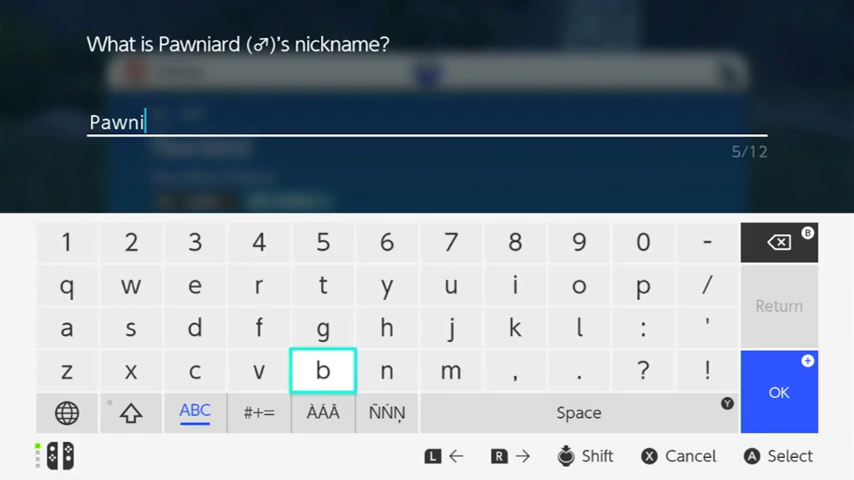 What is Pawniard (♂)'s nickname?
Pawni
5/12
1 2 3 4 5 6 7 8 9 0 - B
q w e r t y u i o p / Return
a s d f g h j k l : '
z x c v b n m , . ? ! OK +
ABC #+= ÀÁÂ ÑŃŅ Space Y
L ← R → Shift X Cancel A Select